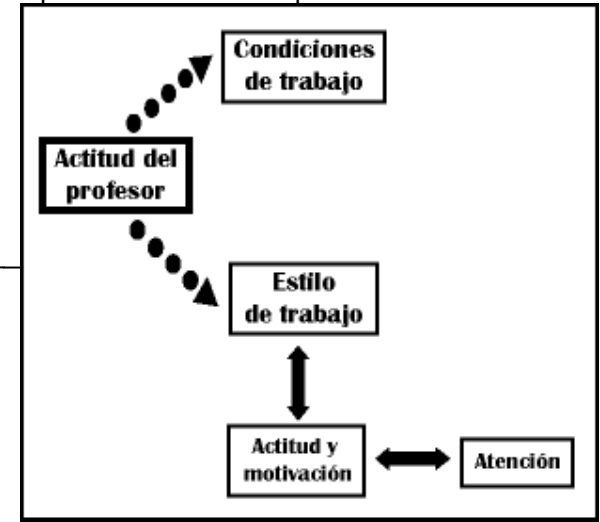 Condiciones
de trabajo
Actitud del
profesor
Estilo
de trabajo
Actitud y
motivación
Atención